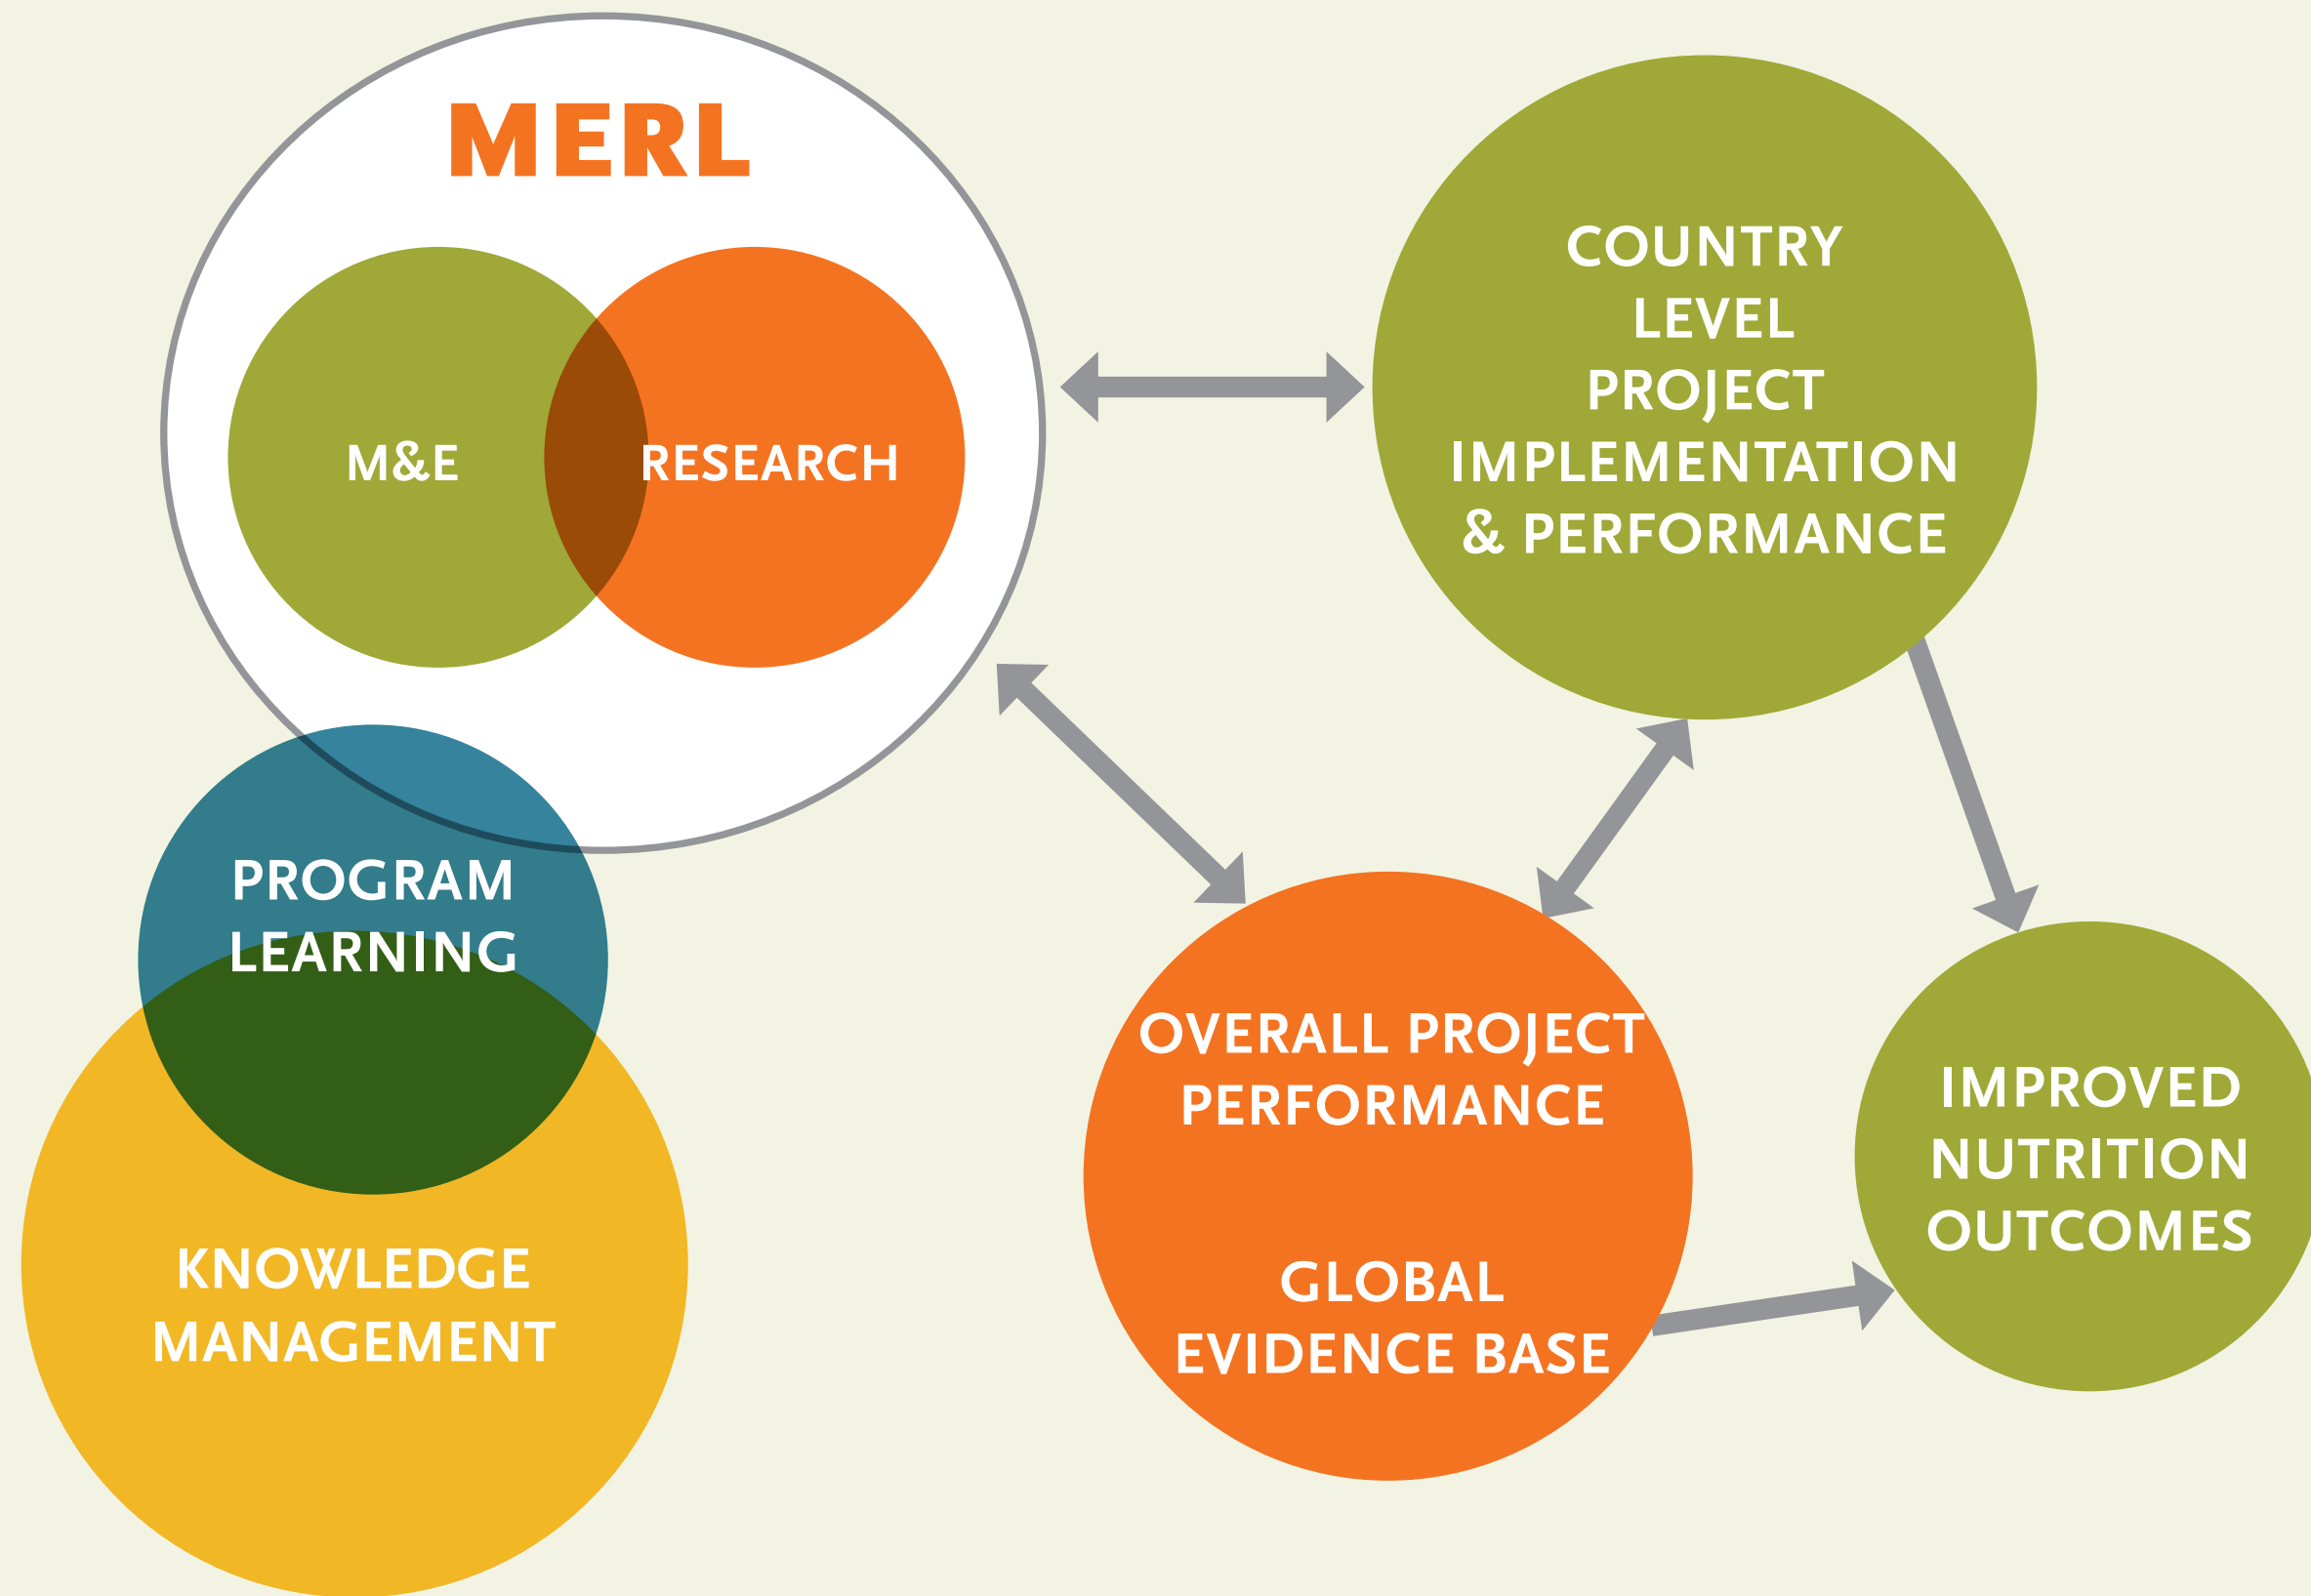 MERL
M&E
RESEARCH
COUNTRY
LEVEL
PROJECT
IMPLEMENTATION
& PERFORMANCE
PROGRAM
LEARNING
KNOWLEDGE
MANAGEMENT
OVERALL PROJECT
PERFORMANCE
GLOBAL
EVIDENCE BASE
IMPROVED
NUTRITION
OUTCOMES